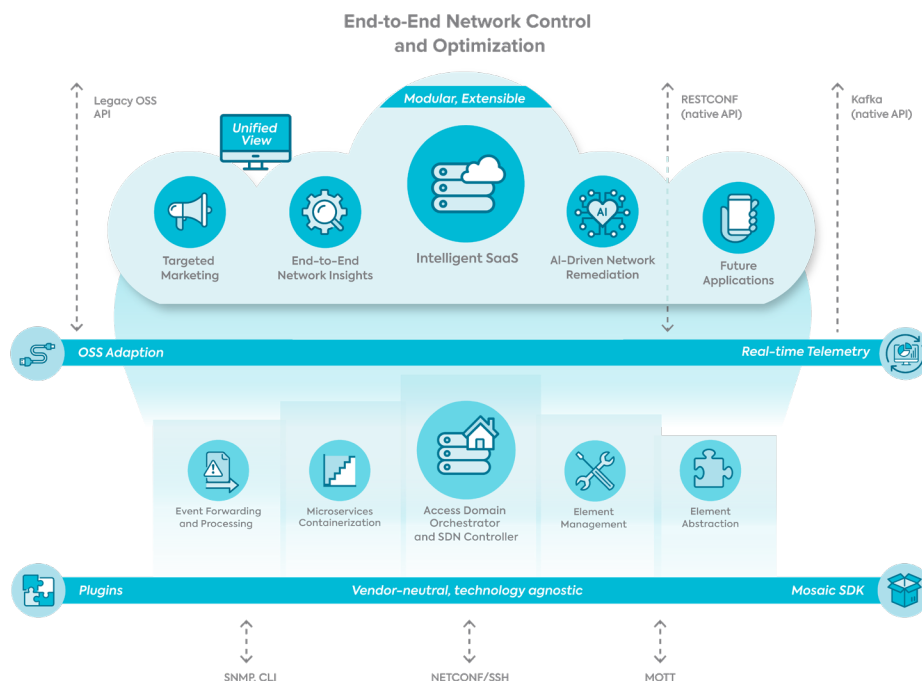 End-to-End Network Control
and Optimization
Legacy OSS
API
Modular, Extensible
RESTCONF
(native API)
Kafka
(native API)
Unified
View
AI
Targeted
Marketing
End-to-End
Network Insights
Intelligent SaaS
AI-Driven Network
Remediation
Future
Applications
OSS Adaption
Real-time Telemetry
Event Forwarding
and Processing
Microservices
Containerization
Access Domain
Orchestrator
and SDN Controller
Element
Management
Element
Abstraction
Plugins
Vendor-neutral, technology agnostic
Mosaic SDK
SNMP, CLI
NETCONF/SSH
MQTT